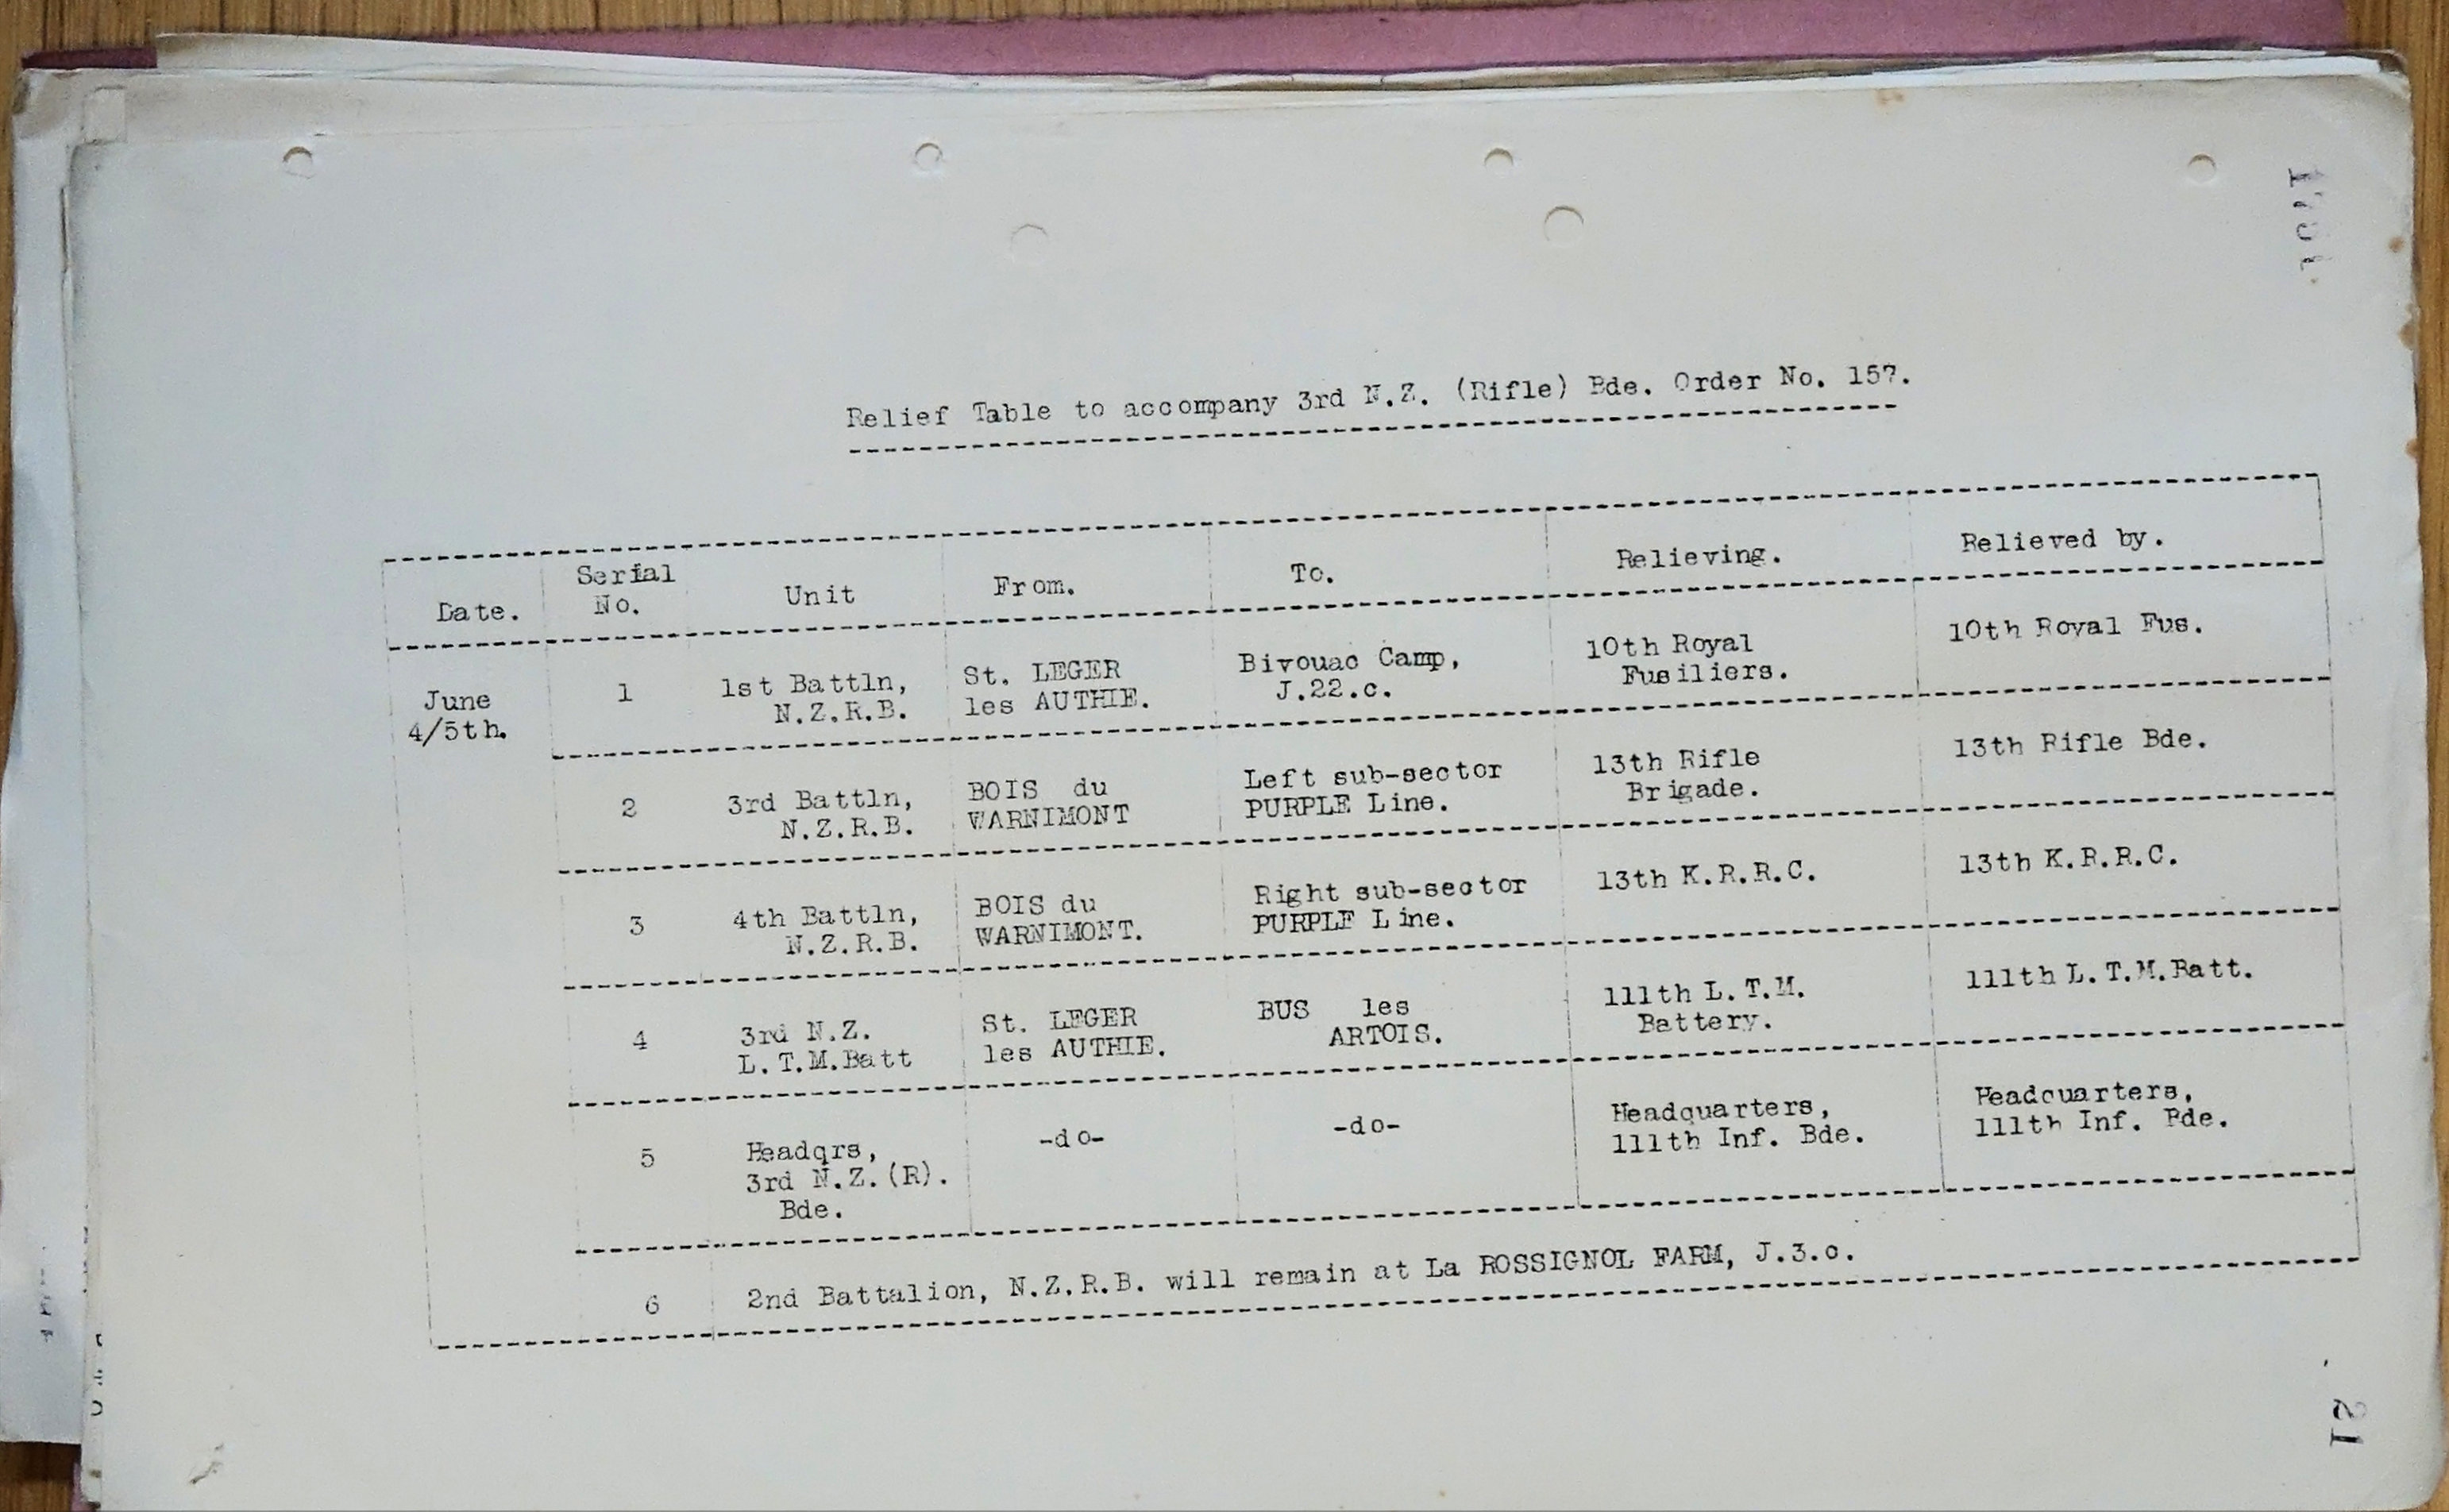 Relief Table to accompany 3rd N.Z. (Rifle) Bde. Order No. 157.
Date. Serial No. Unit From. To. Relieving. Relieved by.
June 4/5th. 1 1st Battln, N.Z.R.B. St. LEGER les AUTHIE. Bivouac Camp, J.22.c. 10th Royal Fusiliers. 10th Royal Fus.
2 3rd Battln, N.Z.R.B. BOIS du WARNIMONT Left sub-sector PURPLE Line. 13th Rifle Brigade. 13th Rifle Bde.
3 4th Battln, N.Z.R.B. BOIS du WARNIMONT. Right sub-sector PURPLE Line. 13th K.R.R.C. 13th K.R.R.C.
4 3rd N.Z. L.T.M.Batt St. LEGER les AUTHIE. BUS les ARTOIS. 111th L.T.M. Battery. 111th L.T.M.Batt.
5 Headqrs, 3rd N.Z.(R). Bde. -do- -do- Headquarters, 111th Inf. Bde. Headquarters, 111th Inf. Bde.
6 2nd Battalion, N.Z.R.B. will remain at La ROSSIGNOL FARM, J.3.c.
21